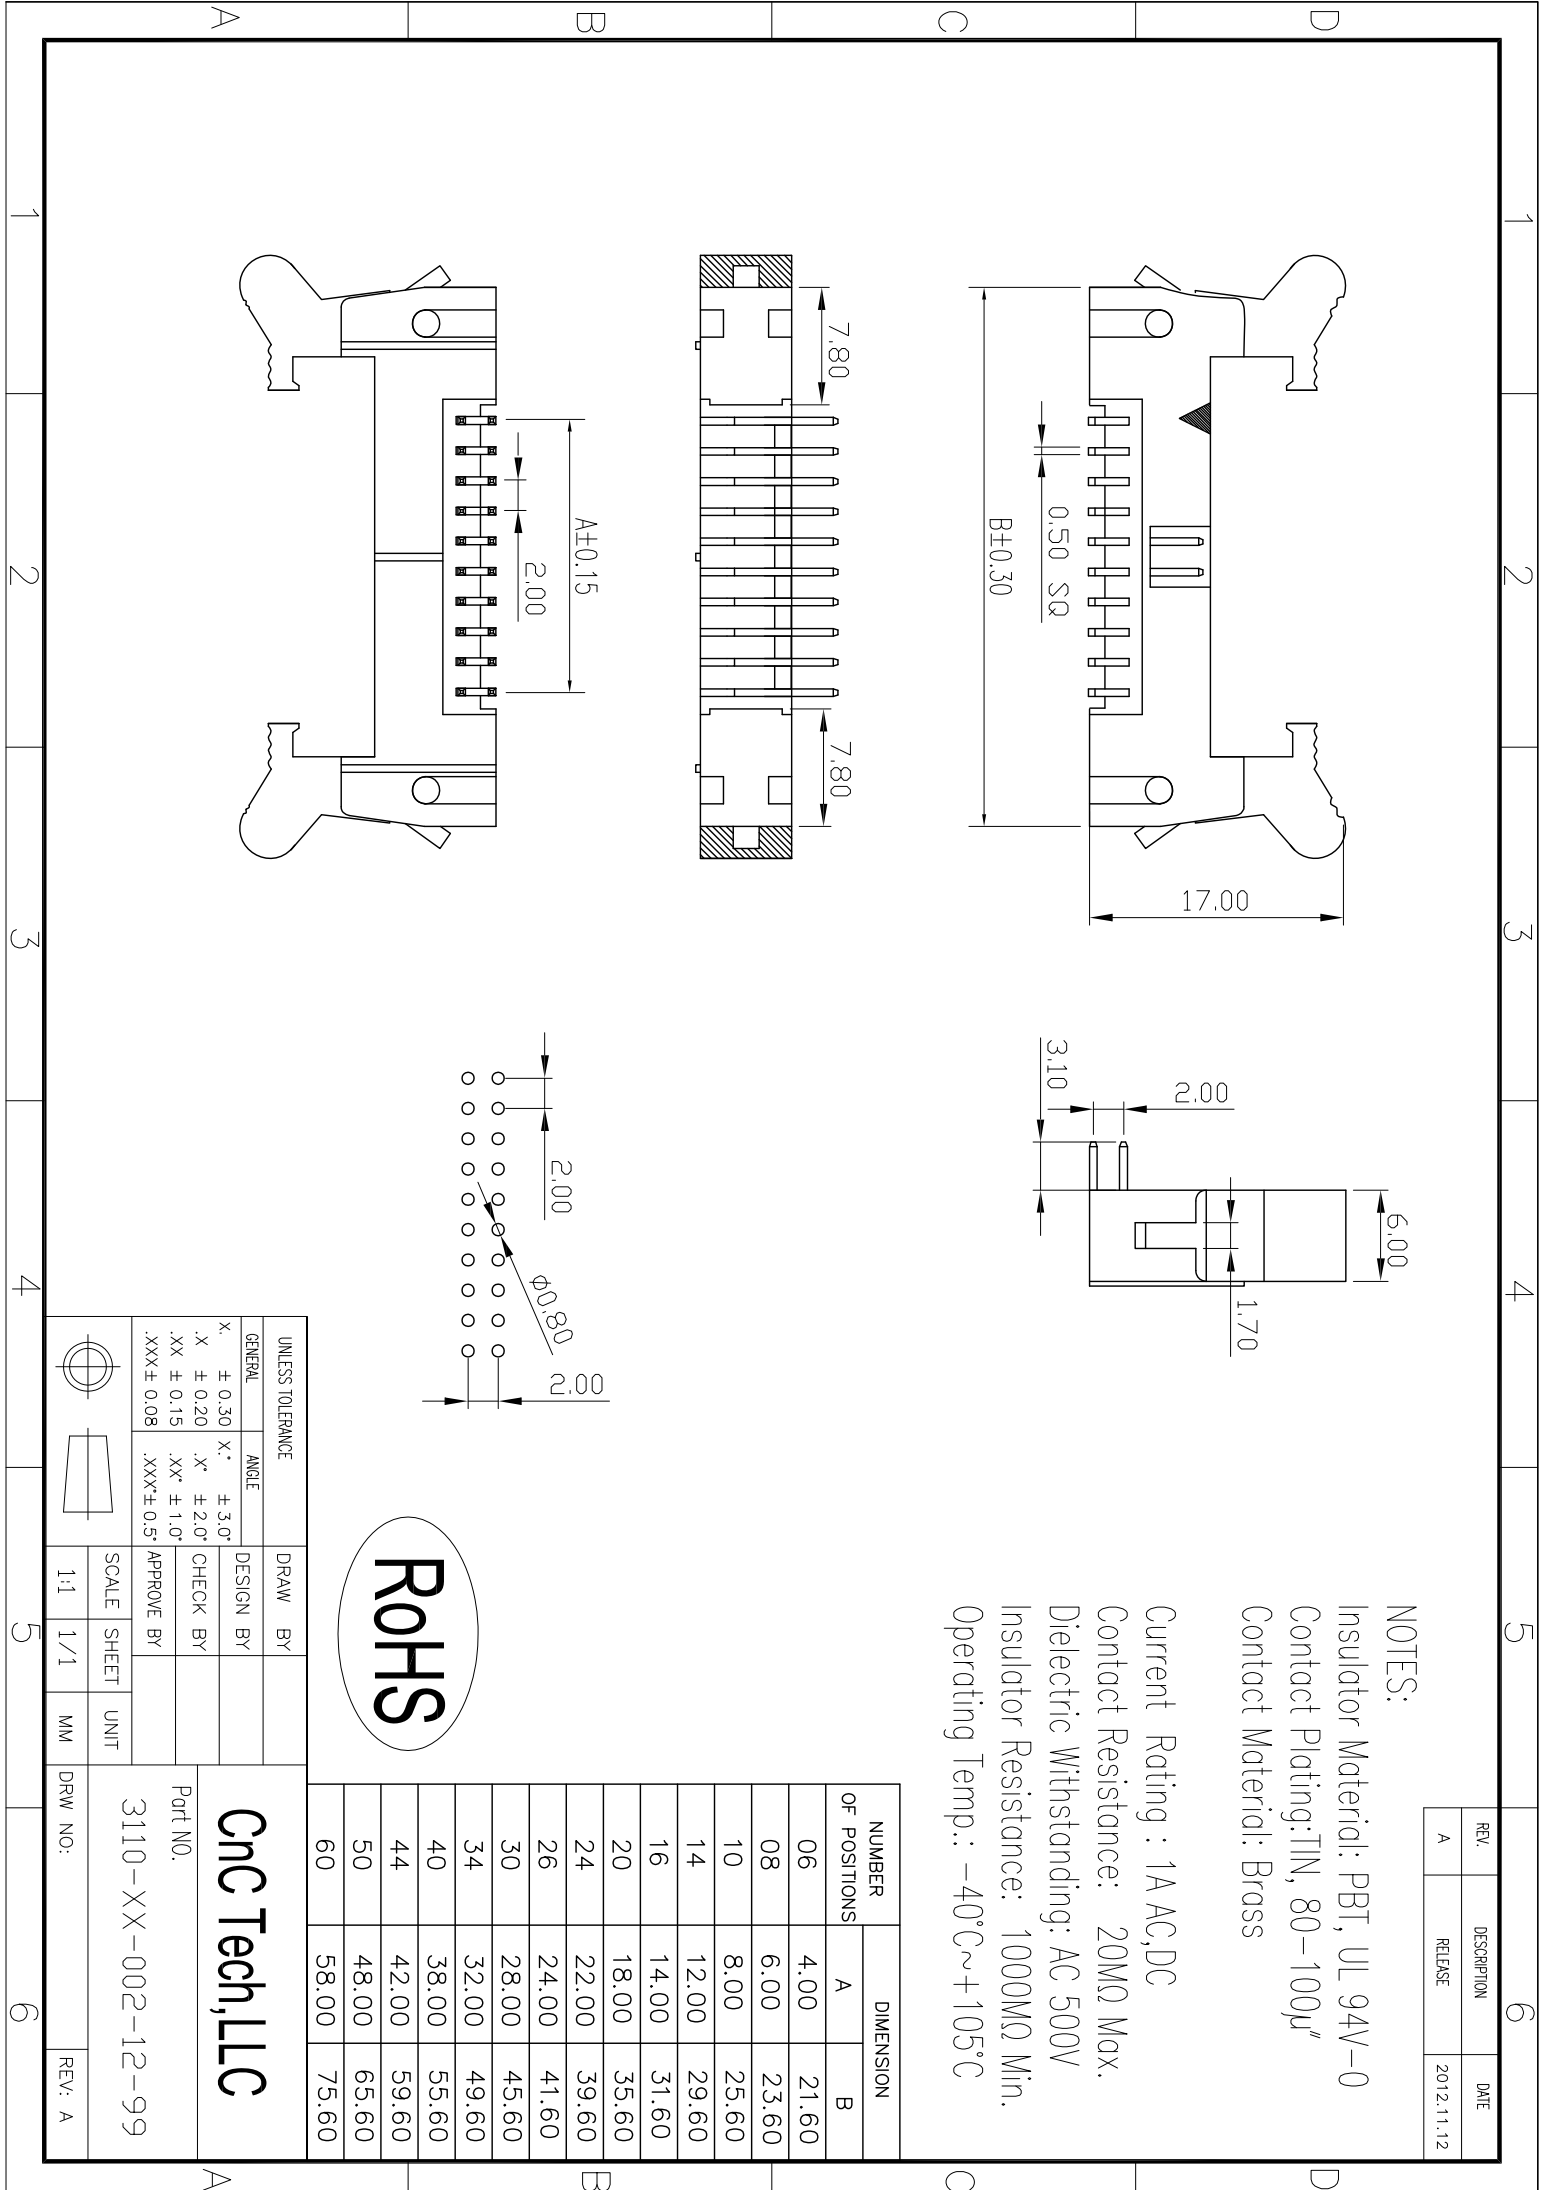 1
2
3
4
5
6
D
C
B
A
REV.
DESCRIPTION
DATE
A
RELEASE
2012.11.12
NOTES:
Insulator Material: PBT, UL 94V-0
Contact Plating:TIN, 80-100μ"
Contact Material: Brass
Current Rating : 1A AC,DC
Contact Resistance: 20MΩ Max.
Dielectric Withstanding: AC 500V
Insulator Resistance: 1000MΩ Min.
Operating Temp.: -40°C~+105°C
17.00
0.50 SQ
B±0.30
7.80
7.80
A±0.15
2.00
6.00
1.70
2.00
3.10
2.00
Ø0.80
2.00
RoHS
NUMBER OF POSITIONS DIMENSION
A B
06 4.00 21.60
08 6.00 23.60
10 8.00 25.60
14 12.00 29.60
16 14.00 31.60
20 18.00 35.60
24 22.00 39.60
26 24.00 41.60
30 28.00 45.60
34 32.00 49.60
40 38.00 55.60
44 42.00 59.60
50 48.00 65.60
60 58.00 75.60
UNLESS TOLERANCE
GENERAL ANGLE
X. ± 0.30 X.° ± 3.0°
.X ± 0.20 .X° ± 2.0°
.XX ± 0.15 .XX° ± 1.0°
.XXX± 0.08 .XXX°± 0.5°
DRAW BY
DESIGN BY
CHECK BY
APPROVE BY
SCALE SHEET UNIT
1:1 1/1 MM
CnC Tech,LLC
Part NO.
3110-XX-002-12-99
DRW NO:
REV: A
1
2
3
4
5
6
D
C
B
A